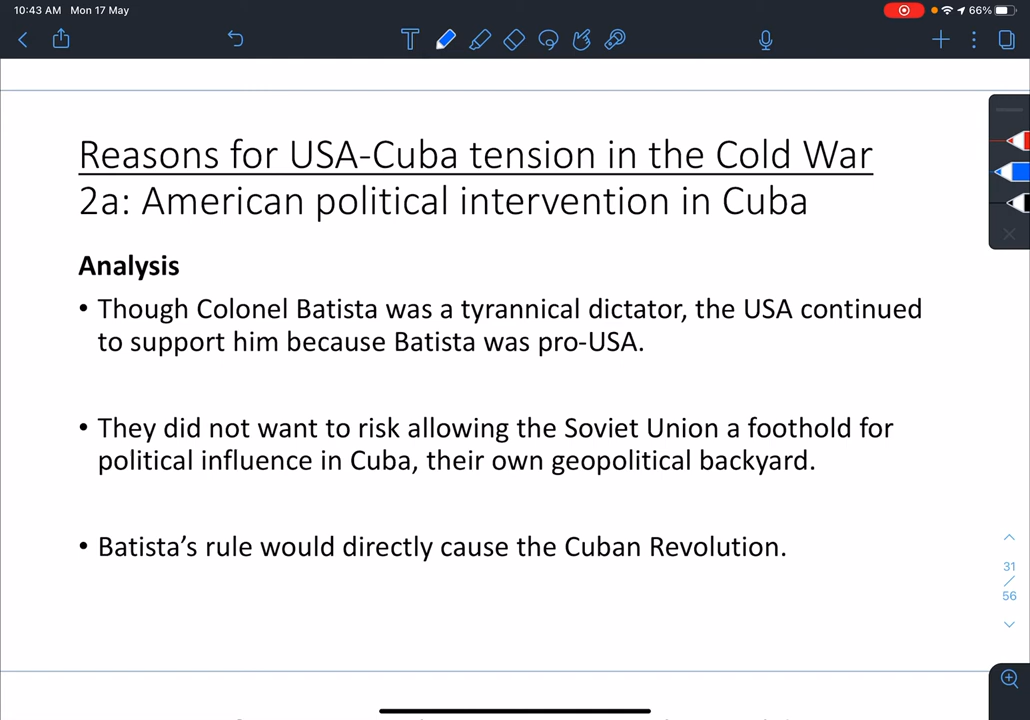 10:43 AM Mon 17 May
66%
Reasons for USA-Cuba tension in the Cold War
2a: American political intervention in Cuba
Analysis
• Though Colonel Batista was a tyrannical dictator, the USA continued
to support him because Batista was pro-USA.
• They did not want to risk allowing the Soviet Union a foothold for
political influence in Cuba, their own geopolitical backyard.
• Batista’s rule would directly cause the Cuban Revolution.
31
/
56